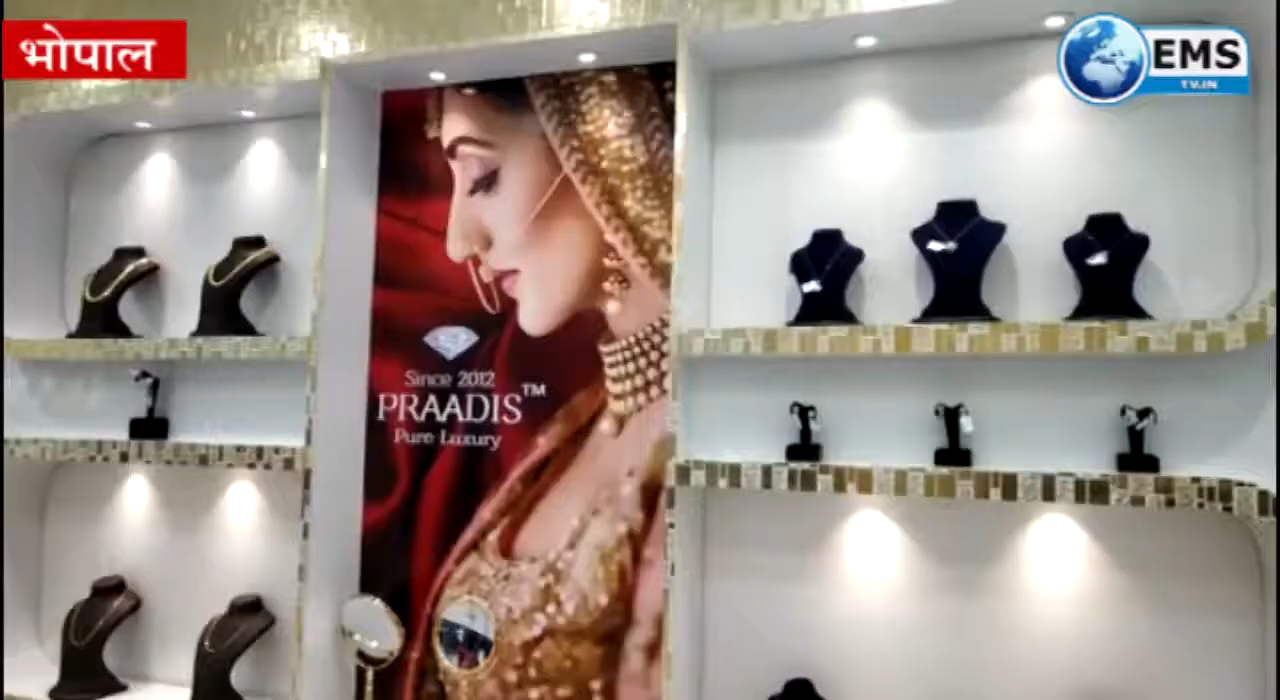 भोपाल
EMS
TV.IN
Since 2012
PRAADIS™
Pure Luxury